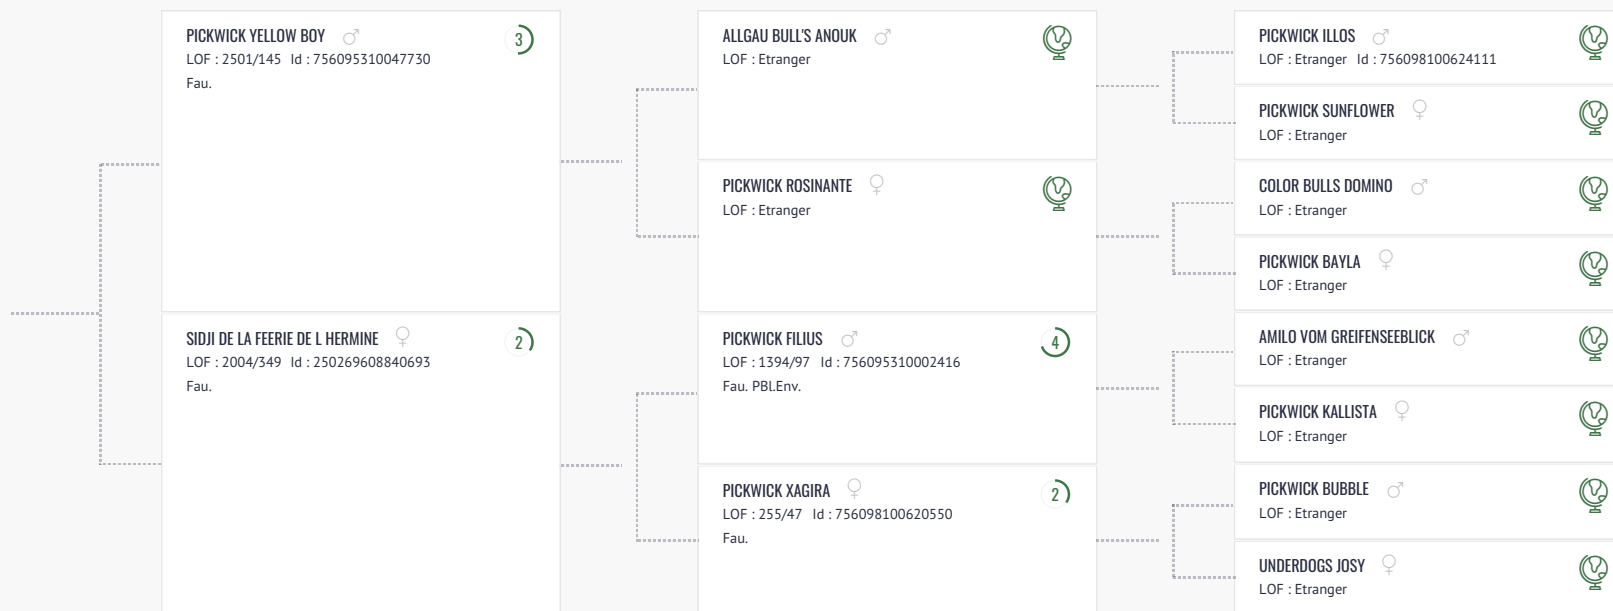 PICKWICK YELLOW BOY ♂ 3
LOF : 2501/145 Id : 756095310047730
Fau.
SIDJI DE LA FEERIE DE L HERMINE ♀ 2
LOF : 2004/349 Id : 250269608840693
Fau.
ALLGAU BULL'S ANOUK ♂
LOF : Etranger
PICKWICK ROSINANTE ♀
LOF : Etranger
PICKWICK FILIUS ♂ 4
LOF : 1394/97 Id : 756095310002416
Fau. PBl.Env.
PICKWICK XAGIRA ♀ 2
LOF : 255/47 Id : 756098100620550
Fau.
PICKWICK ILLOS ♂
LOF : Etranger Id : 756098100624111
PICKWICK SUNFLOWER ♀
LOF : Etranger
COLOR BULLS DOMINO ♂
LOF : Etranger
PICKWICK BAYLA ♀
LOF : Etranger
AMILO VOM GREIFENSEEBLICK ♂
LOF : Etranger
PICKWICK KALLISTA ♀
LOF : Etranger
PICKWICK BUBBLE ♂
LOF : Etranger
UNDERDOGS JOSY ♀
LOF : Etranger